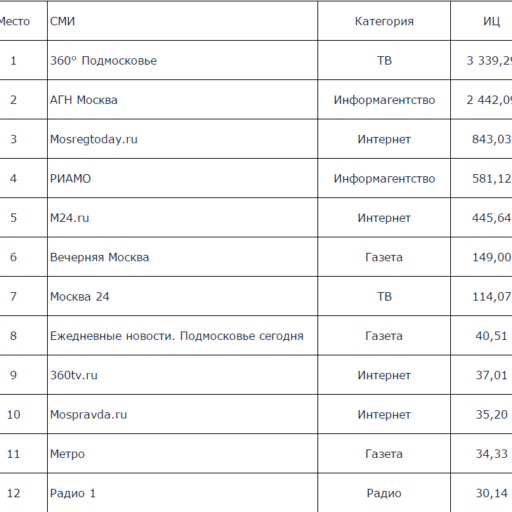 Место СМИ Категория ИЦ
1 360° Подмосковье ТВ 3 339,29
2 АГН Москва Информагентство 2 442,09
3 Mosregtoday.ru Интернет 843,03
4 РИАМО Информагентство 581,12
5 M24.ru Интернет 445,64
6 Вечерняя Москва Газета 149,00
7 Москва 24 ТВ 114,07
8 Ежедневные новости. Подмосковье сегодня Газета 40,51
9 360tv.ru Интернет 37,01
10 Mospravda.ru Интернет 35,20
11 Метро Газета 34,33
12 Радио 1 Радио 30,14